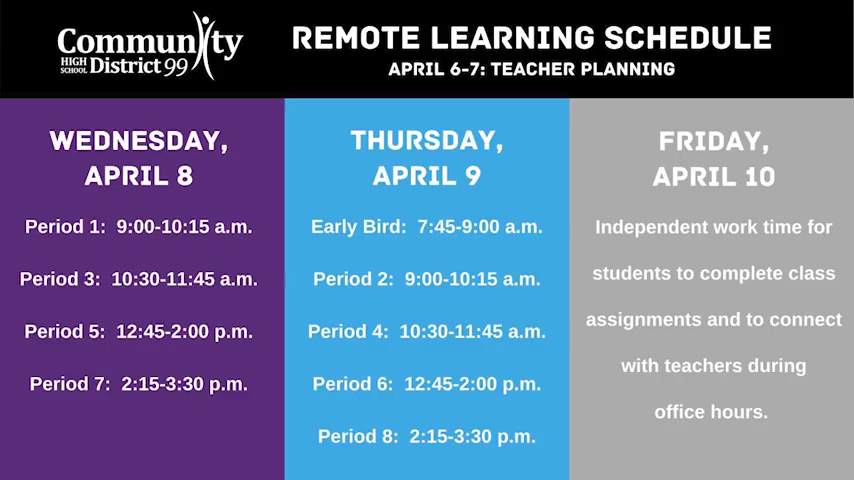 Community
HIGH SCHOOL District 99
REMOTE LEARNING SCHEDULE
APRIL 6-7: TEACHER PLANNING
WEDNESDAY,
APRIL 8
Period 1: 9:00-10:15 a.m.
Period 3: 10:30-11:45 a.m.
Period 5: 12:45-2:00 p.m.
Period 7: 2:15-3:30 p.m.
THURSDAY,
APRIL 9
Early Bird: 7:45-9:00 a.m.
Period 2: 9:00-10:15 a.m.
Period 4: 10:30-11:45 a.m.
Period 6: 12:45-2:00 p.m.
Period 8: 2:15-3:30 p.m.
FRIDAY,
APRIL 10
Independent work time for
students to complete class
assignments and to connect
with teachers during
office hours.